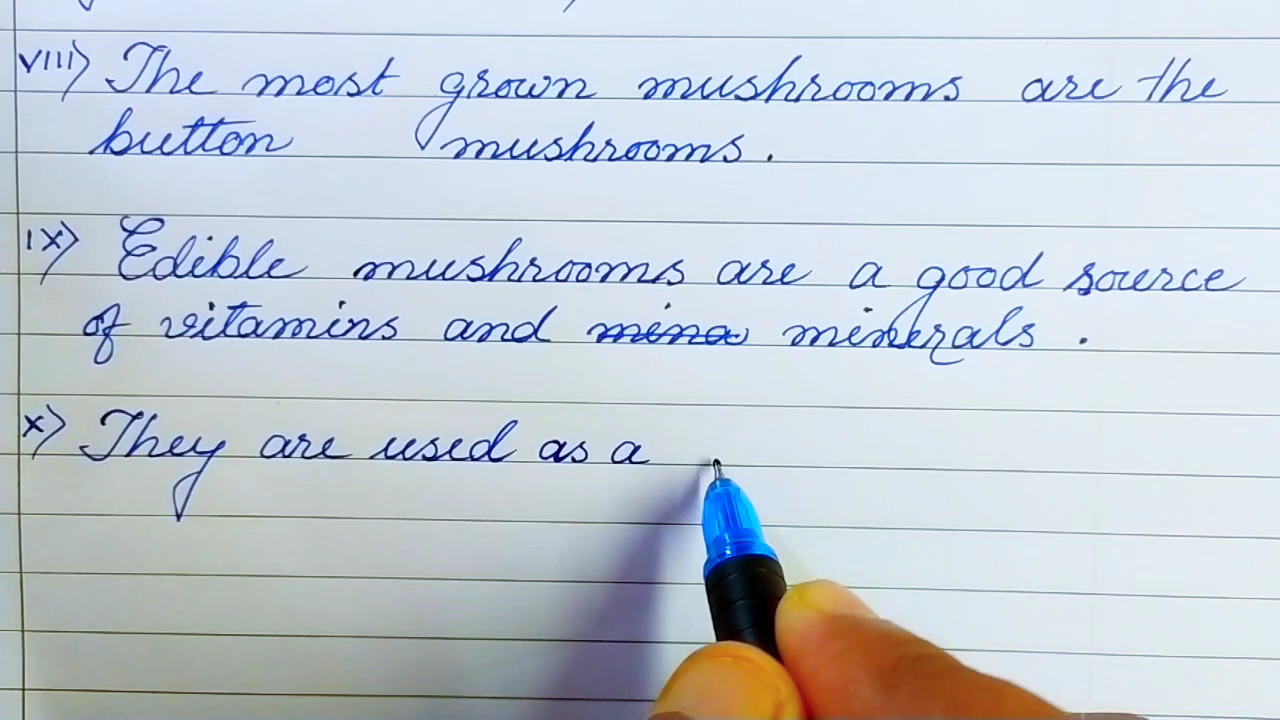 viii) The most grown mushrooms are the
button mushrooms.
ix) Edible mushrooms are a good source
of vitamins and mina minerals.
x) They are used as a